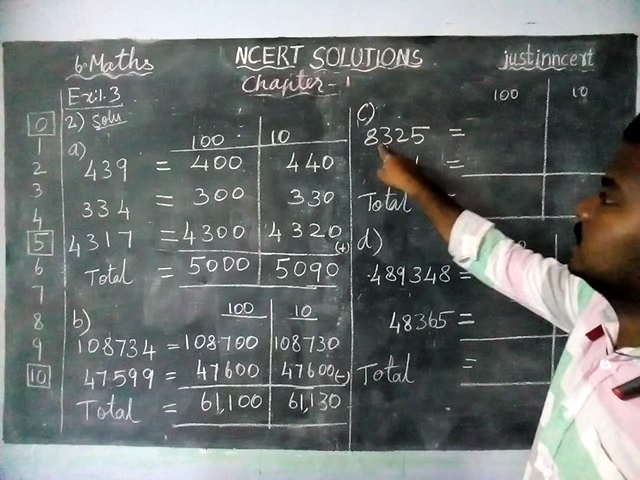 6. Maths
NCERT SOLUTIONS
justinncert
Chapter - 1
Ex:1.3
2) Solu
0
1
2
3
4
5
6
7
8
9
10
a)
100 10
439 = 400 440
334 = 300 330
4317 = 4300 4320 (+)
Total = 5000 5090
b)
100 10
108734 = 108700 108730
47599 = 47600 47600 (-)
Total = 61,100 61,130
c)
100 10
8325 =
=
Total =
d)
489348 =
48365 =
Total =